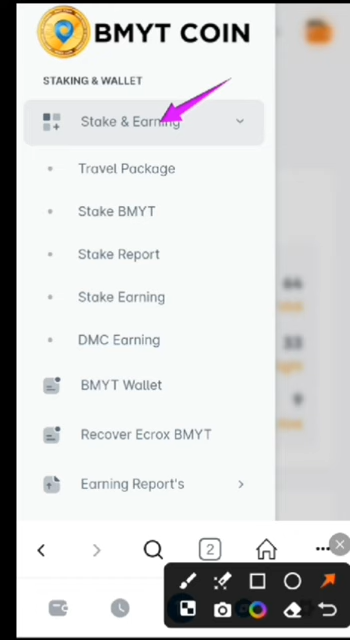 BMYT COIN
STAKING & WALLET
Stake & Earning
Travel Package
Stake BMYT
Stake Report
Stake Earning
DMC Earning
BMYT Wallet
Recover Ecrox BMYT
Earning Report's
2